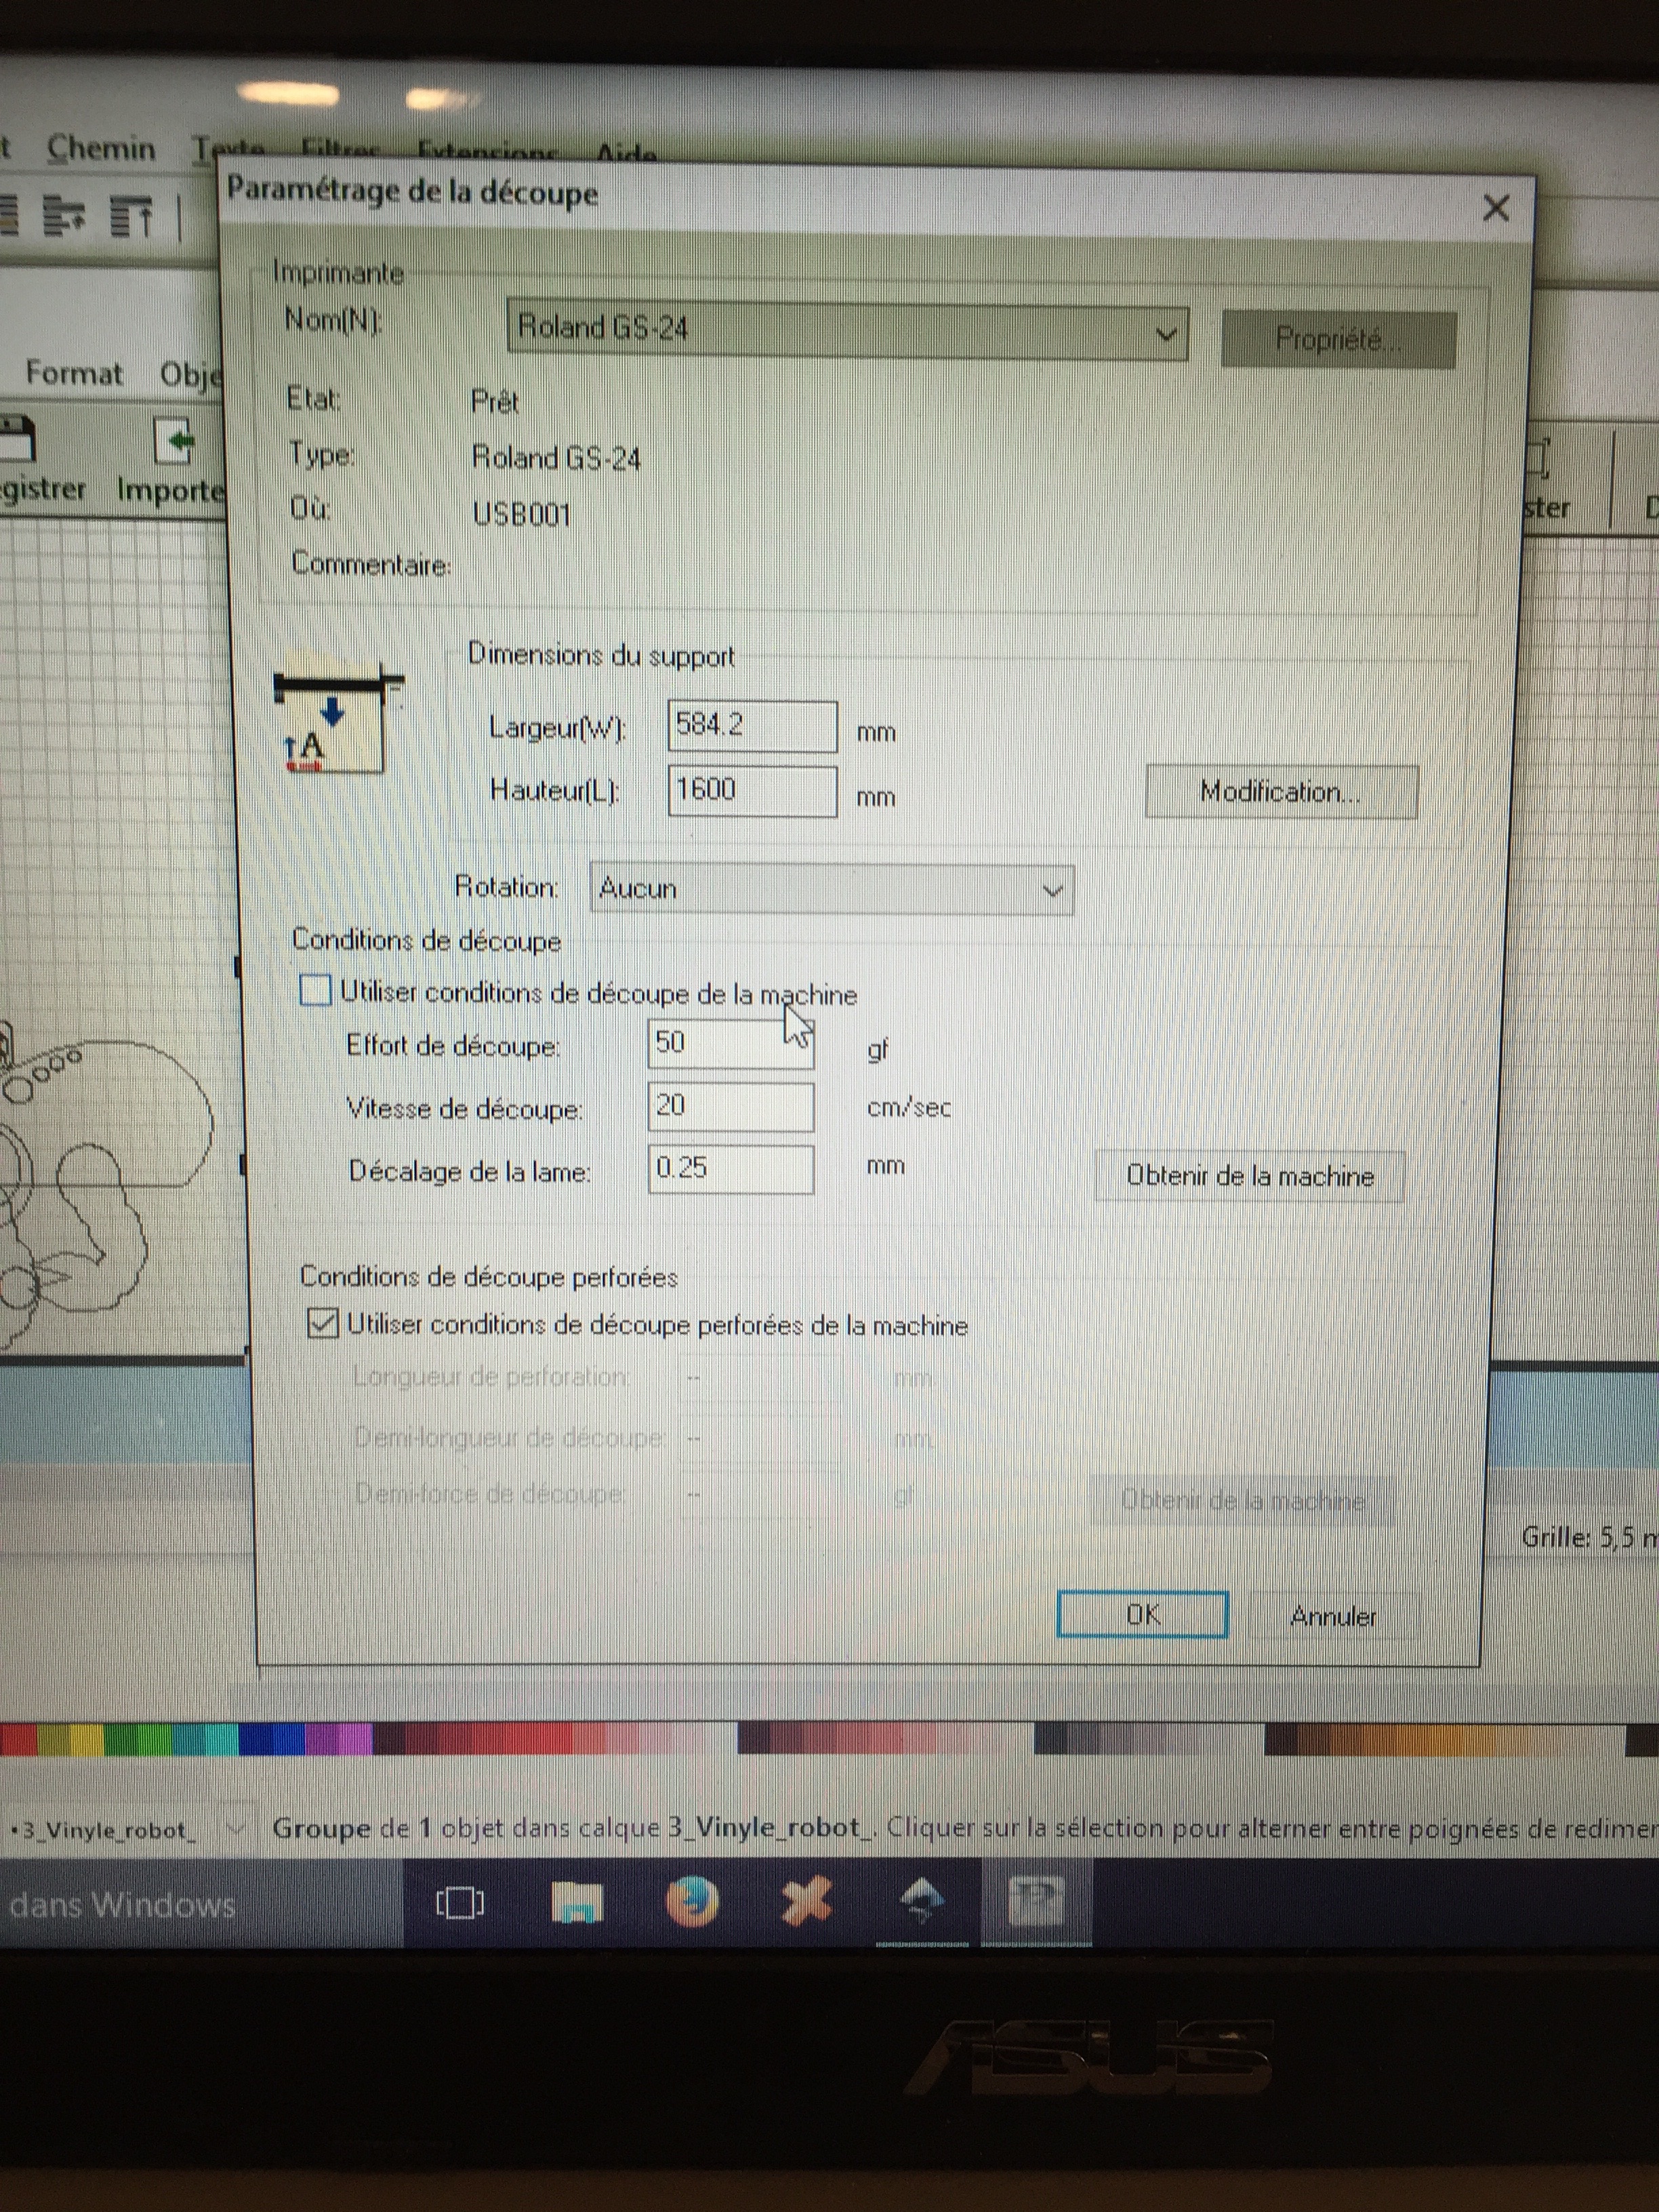 t Chemin Texte Filtres Extensions Aide
Paramétrage de la découpe
Imprimante
Nom(N): Roland GS-24 Propriété...
Format Obje
Etat: Prêt
Type: Roland GS-24
gistrer Importe
ster D
Où: USB001
Commentaire:
Dimensions du support
Largeur(W): 584.2 mm
A
Hauteur(L): 1600 mm Modification...
Rotation: Aucun
Conditions de découpe
Utiliser conditions de découpe de la machine
Effort de découpe: 50 gf
Vitesse de découpe: 20 cm/sec
Décalage de la lame: 0.25 mm Obtenir de la machine
Conditions de découpe perforées
Utiliser conditions de découpe perforées de la machine
Longueur de perforation: -- mm
Demi-longueur de découpe: -- mm
Demi-force de découpe: -- gf Obtenir de la machine
Grille: 5,5 m
OK Annuler
•3_Vinyle_robot_ Groupe de 1 objet dans calque 3_Vinyle_robot_. Cliquer sur la sélection pour alterner entre poignées de redimen
dans Windows
ASUS